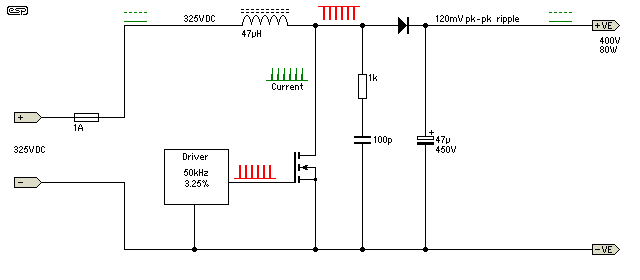 esp
325VDC
47µH
120mV pk-pk ripple
+VE
400V
80W
1k
Current
+
1A
100p
+
47µ
450V
325VDC
Driver
50kHz
3.25%
−
−VE